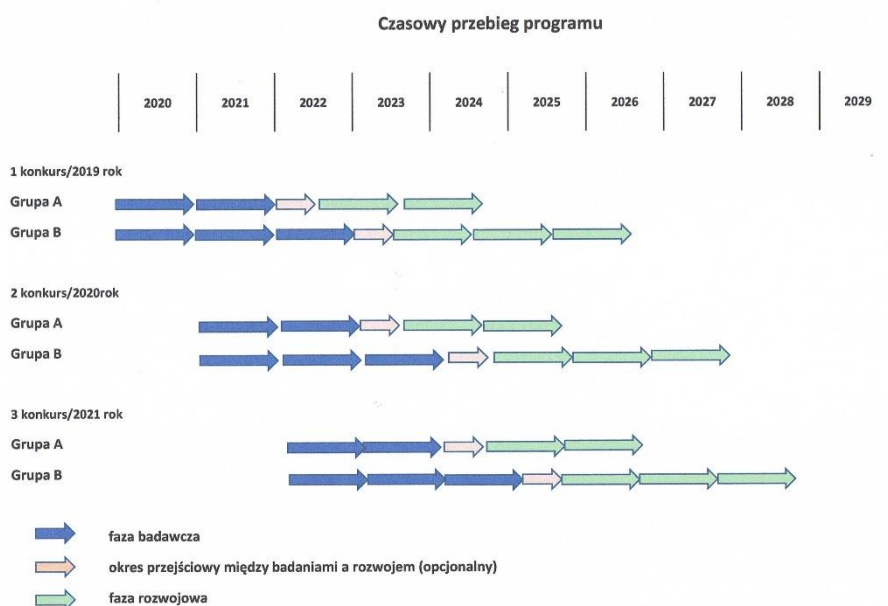 Czasowy przebieg programu
2020 2021 2022 2023 2024 2025 2026 2027 2028 2029
1 konkurs/2019 rok
Grupa A
Grupa B
2 konkurs/2020rok
Grupa A
Grupa B
3 konkurs/2021 rok
Grupa A
Grupa B
faza badawcza
okres przejściowy między badaniami a rozwojem (opcjonalny)
faza rozwojowa